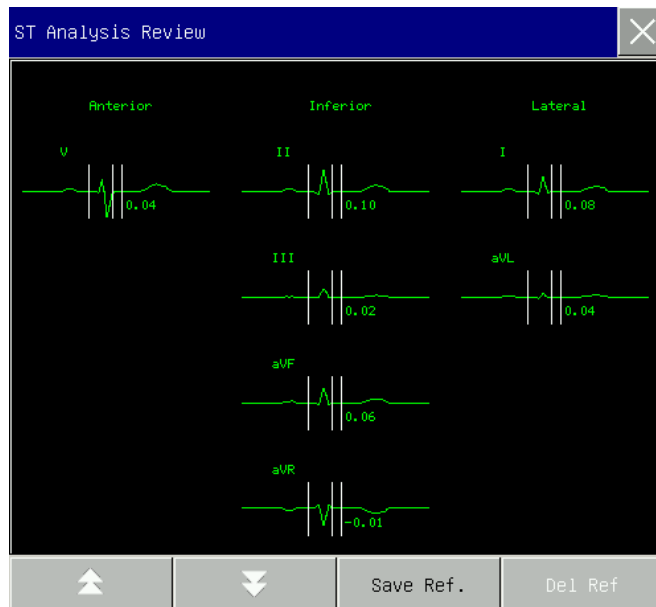 ST Analysis Review
Anterior Inferior Lateral
V II I
0.04 0.10 0.08
III aVL
0.02 0.04
aVF
0.06
aVR
-0.01
Save Ref. Del Ref